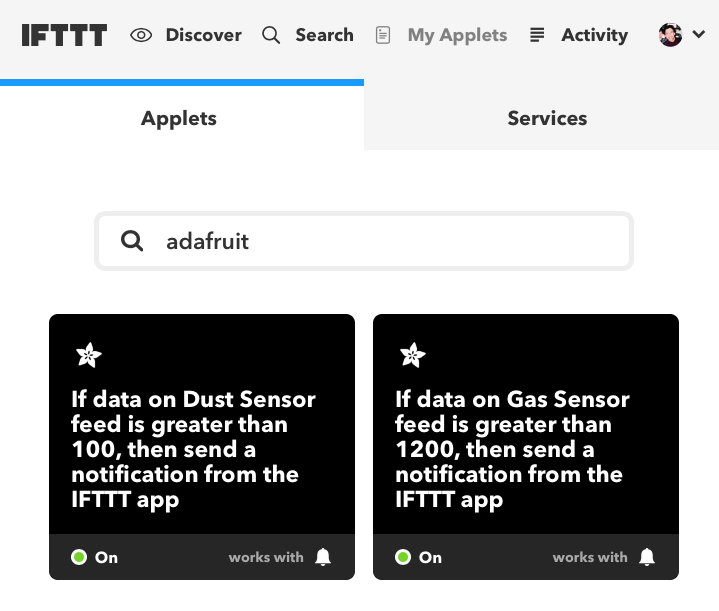 IFTTT Discover Search My Applets Activity
Applets Services
adafruit
If data on Dust Sensor
feed is greater than
100, then send a
notification from the
IFTTT app
On works with
If data on Gas Sensor
feed is greater than
1200, then send a
notification from the
IFTTT app
On works with